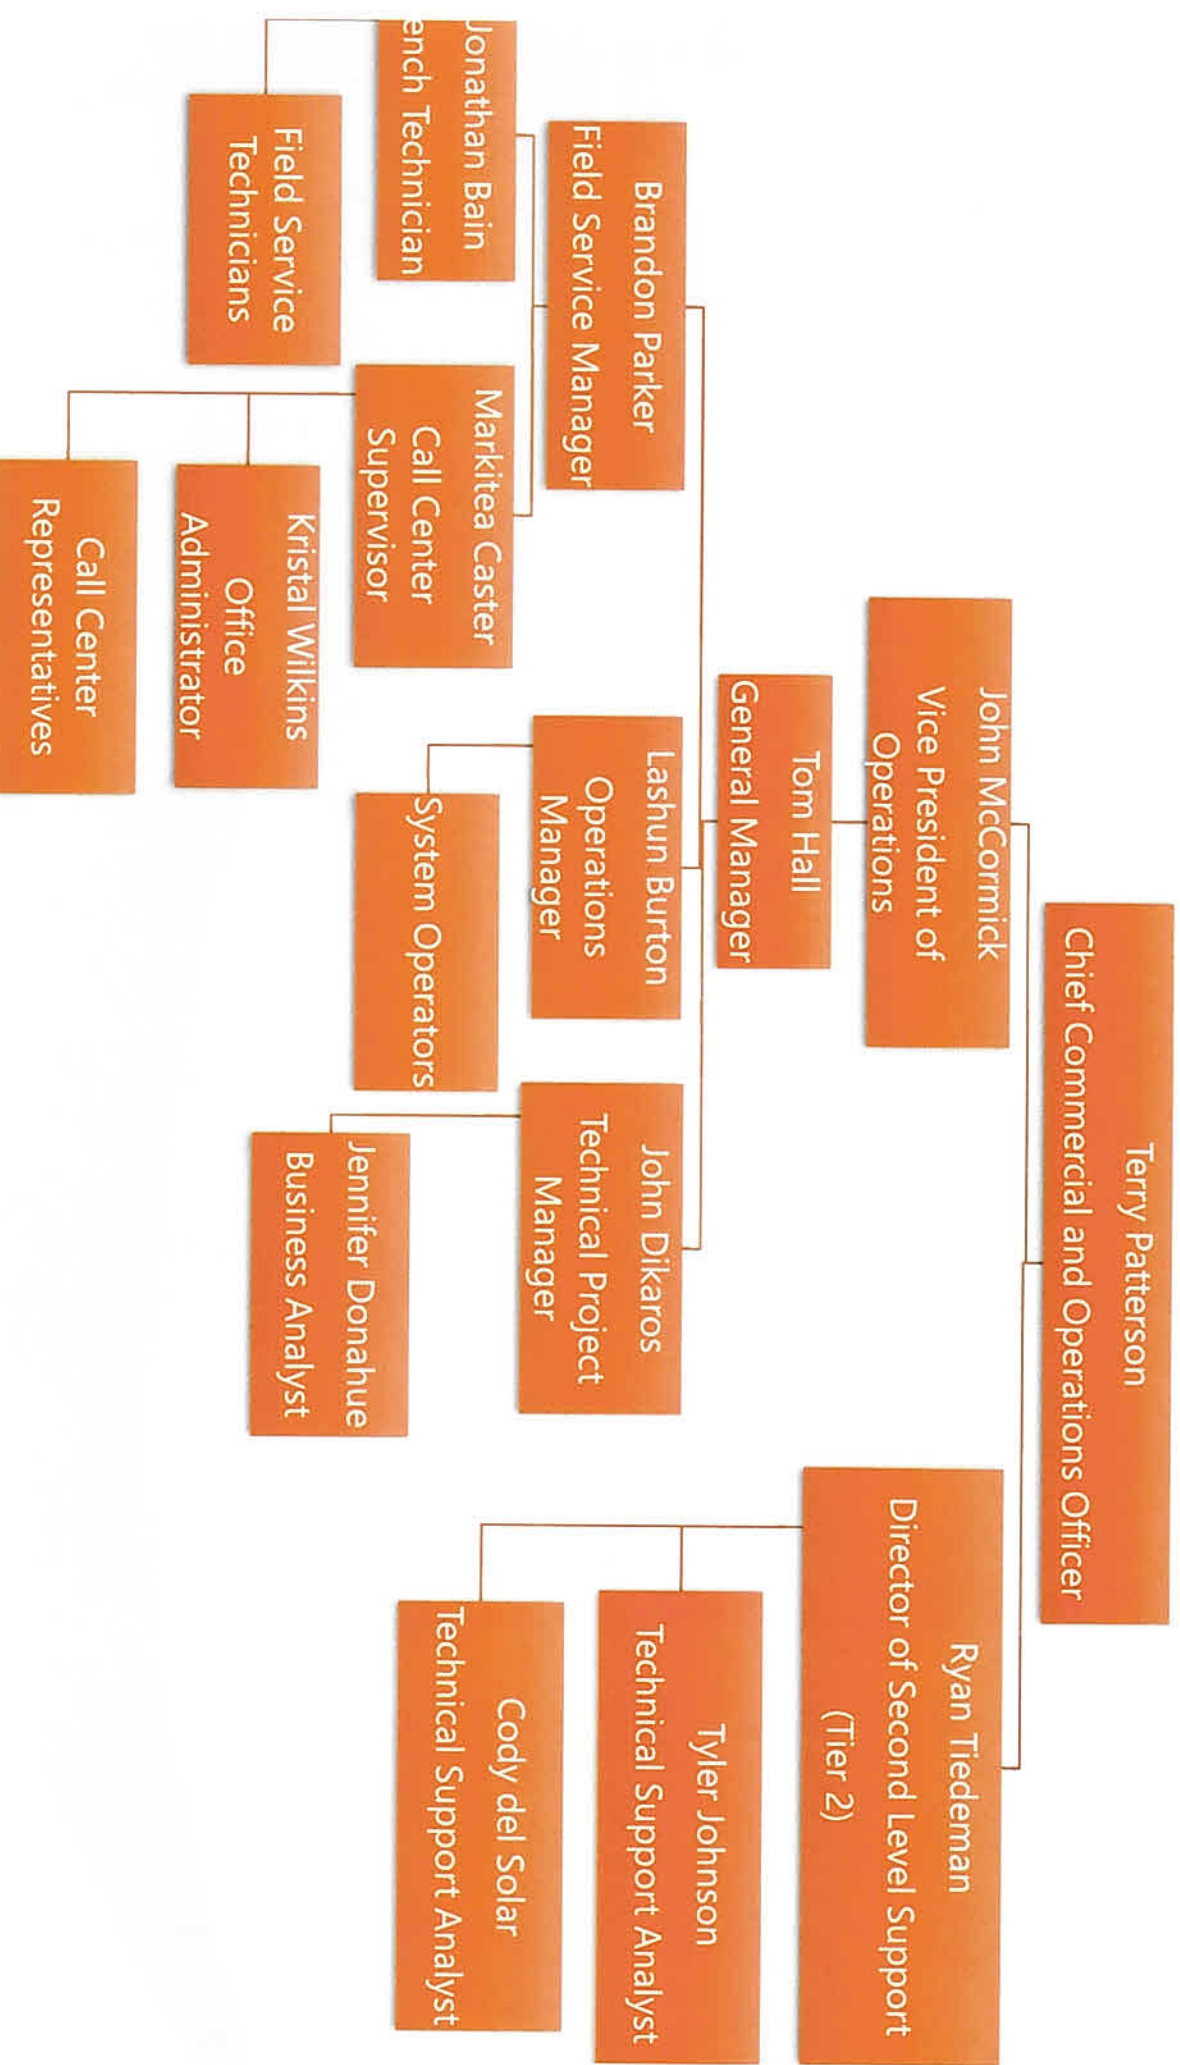 Terry Patterson
Chief Commercial and Operations Officer
John McCormick
Vice President of
Operations
Ryan Tiedeman
Director of Second Level Support
(Tier 2)
Tom Hall
General Manager
Tyler Johnson
Technical Support Analyst
Cody del Solar
Technical Support Analyst
Brandon Parker
Field Service Manager
Lashun Burton
Operations
Manager
John Dikaros
Technical Project
Manager
Jonathan Bain
ench Technician
Markitea Caster
Call Center
Supervisor
System Operators
Jennifer Donahue
Business Analyst
Field Service
Technicians
Kristal Wilkins
Office
Administrator
Call Center
Representatives